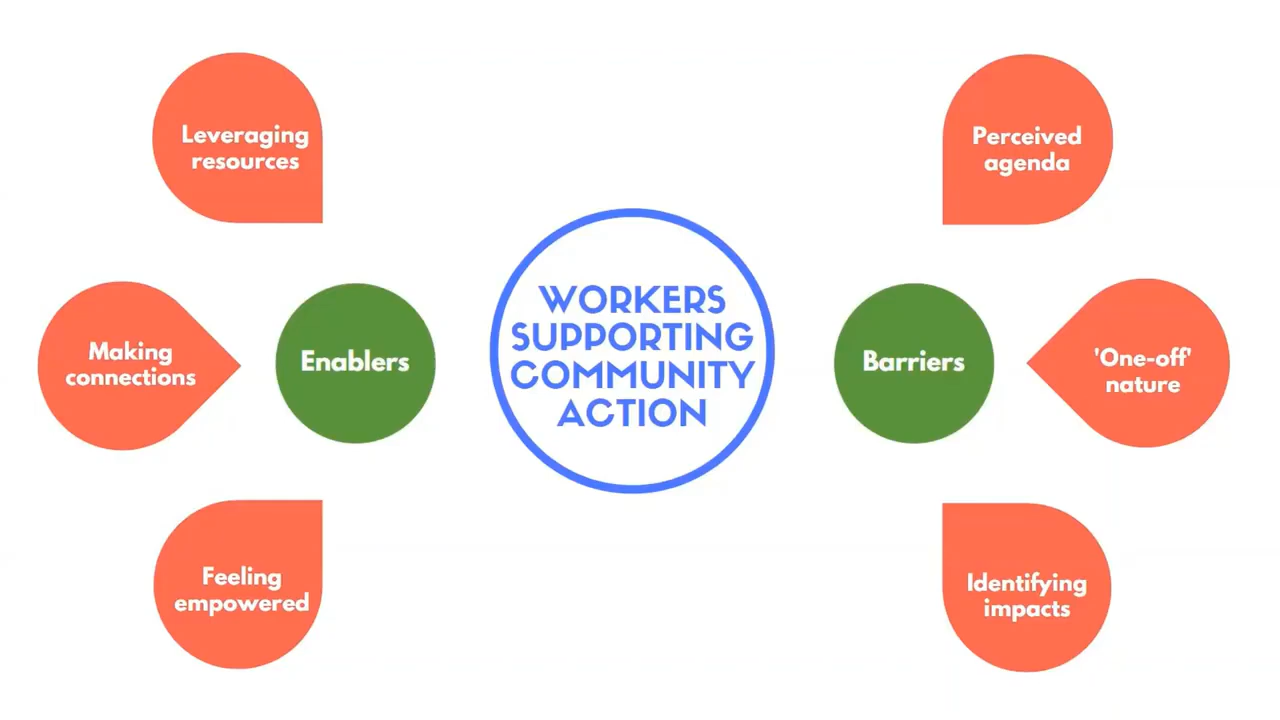 Leveraging
resources
Making
connections
Enablers
Feeling
empowered
WORKERS
SUPPORTING
COMMUNITY
ACTION
Perceived
agenda
Barriers
'One-off'
nature
Identifying
impacts